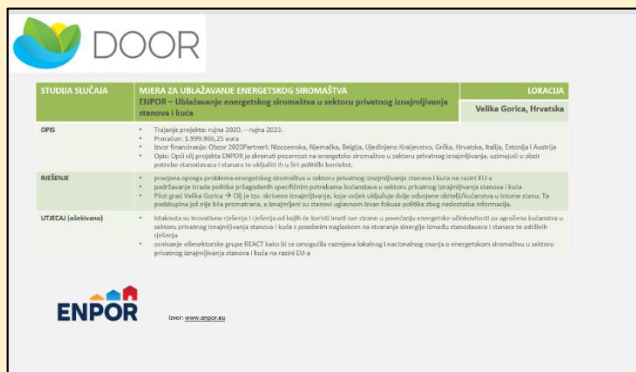 DOOR
STUDIJA SLUČAJA
MJERA ZA UBLAŽAVANJE ENERGETSKOG SIROMAŠTVA
LOKACIJA
ENPOR – Ublažavanje energetskog siromaštva u sektoru privatnog iznajmljivanja
stanova i kuća
Velika Gorica, Hrvatska
OPIS
• Trajanje projekta: rujna 2020. – rujna 2023.
• Proračun: 1.999.966,25 eura
• Izvor financiranja: Obzor 2020Partneri: Nizozemska, Njemačka, Belgija, Ujedinjeno Kraljevstvo, Grčka, Hrvatska, Italija, Estonija i Austrija
• Opis: Opći cilj projekta ENPOR je skrenuti pozornost na energetsko siromaštvo u sektoru privatnog iznajmljivanja, uzimajući u obzir
potrebe stanodavaca i stanara te uključiti ih u širi politički kontekst.
RJEŠENJE
• procjena opsega problema energetskog siromaštva u sektoru privatnog iznajmljivanja stanova i kuća na razini EU-a
• podržavanje izrade politika prilagođenih specifičnim potrebama kućanstava u sektoru privatnog iznajmljivanja stanova i kuća
• Pilot grad Velika Gorica → Cilj je tzv. skriveno iznajmljivanje, koje uvijek uključuje dvije odvojene obitelji/kućanstva u istome stanu. Ta
podskupina još nije bila promatrana, a iznajmljeni su stanovi uglavnom izvan fokusa politika zbog nedostatka informacija.
UTJECAJ (očekivano)
• Istaknuta su inovativna rješenja i rješenja od kojih će koristi imati sve strane u povećanju energetske učinkovitosti za ugrožena kućanstva u
sektoru privatnog iznajmljivanja stanova i kuća s posebnim naglaskom na stvaranje sinergije između stanodavaca i stanara te održivih
rješenja
• osnivanje višesektorske grupe REACT kako bi se omogućila razmjena lokalnog i nacionalnog znanja o energetskom siromaštvu u sektoru
privatnog iznajmljivanja stanova i kuća na razini EU-a
ENPOR
Izvor: www.enpor.eu